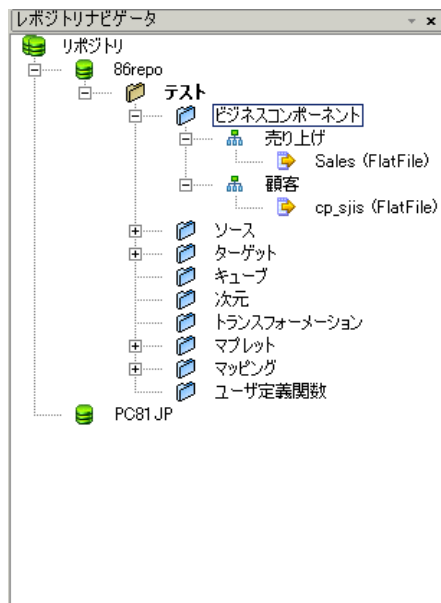 レポジトリナビゲータ
リポジトリ
86repo
テスト
ビジネスコンポーネント
売り上げ
Sales (FlatFile)
顧客
cp_sjis (FlatFile)
ソース
ターゲット
キューブ
次元
トランスフォーメーション
マプレット
マッピング
ユーザ定義関数
PC81JP